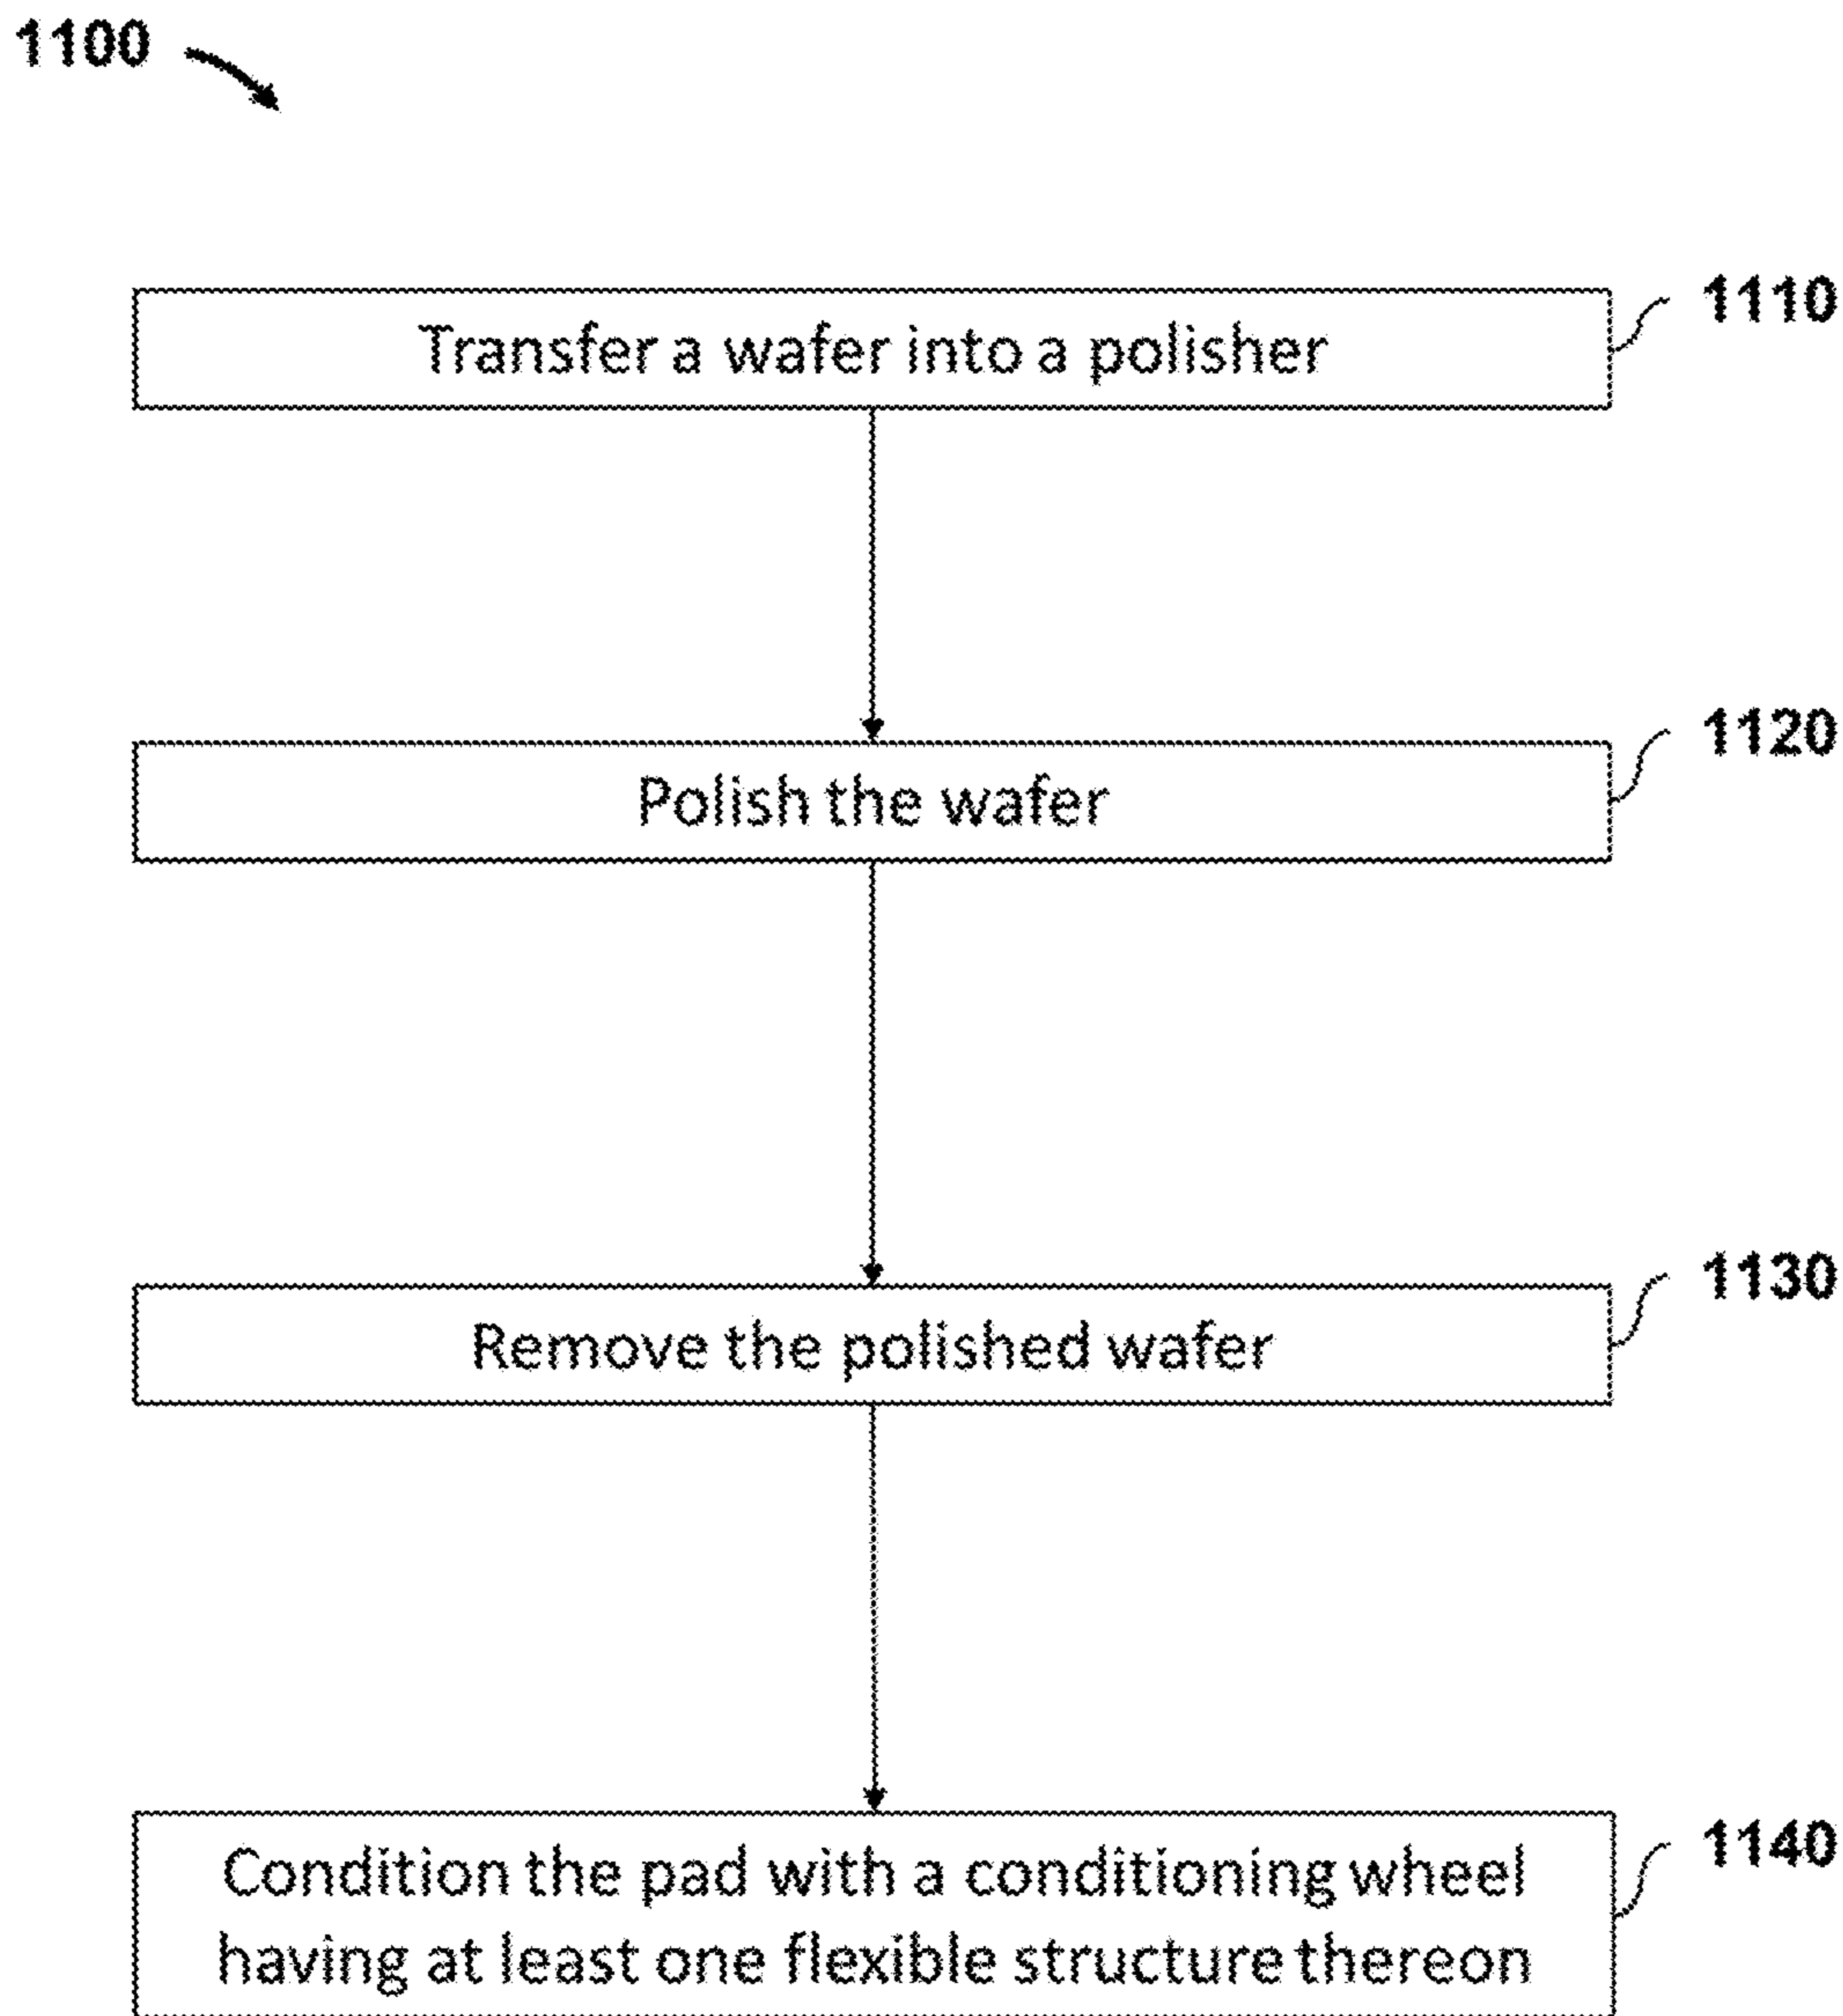 1100
Transfer a wafer into a polisher
1110
Polish the wafer
1120
Remove the polished wafer
1130
Condition the pad with a conditioning wheel
having at least one flexible structure thereon
1140